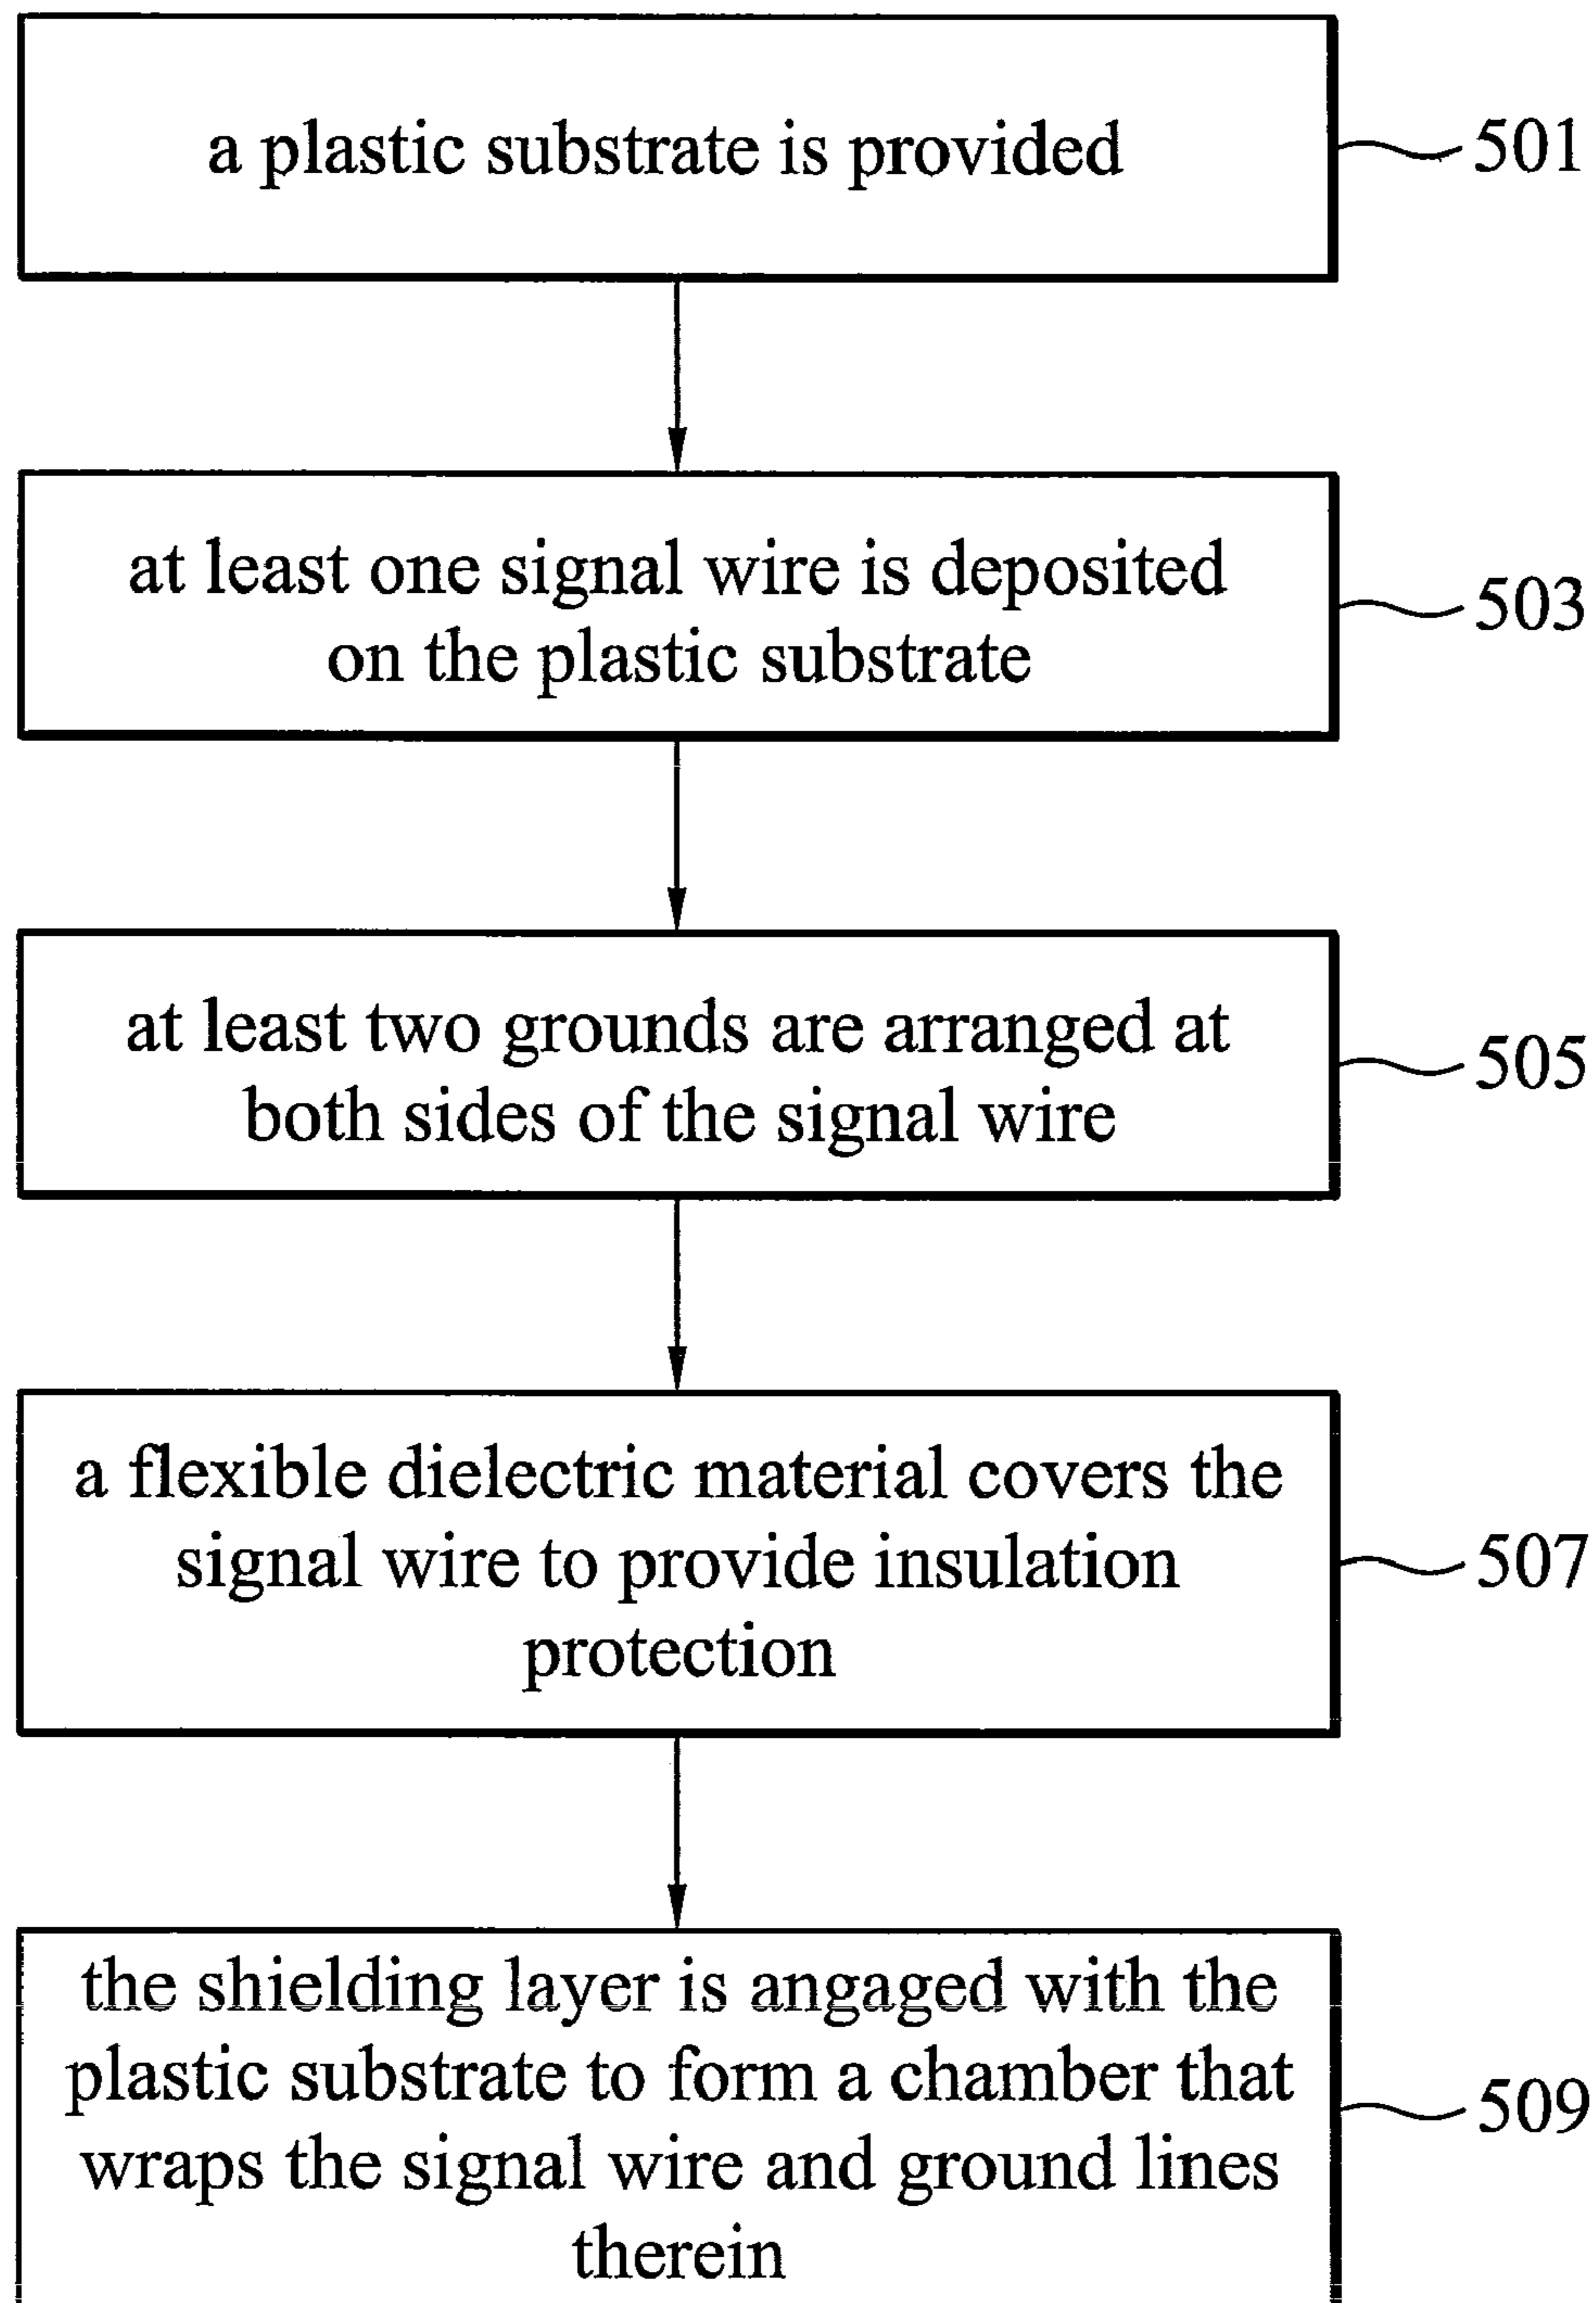 a plastic substrate is provided
501
at least one signal wire is deposited
on the plastic substrate
503
at least two grounds are arranged at
both sides of the signal wire
505
a flexible dielectric material covers the
signal wire to provide insulation
protection
507
the shielding layer is angaged with the
plastic substrate to form a chamber that
wraps the signal wire and ground lines
therein
509